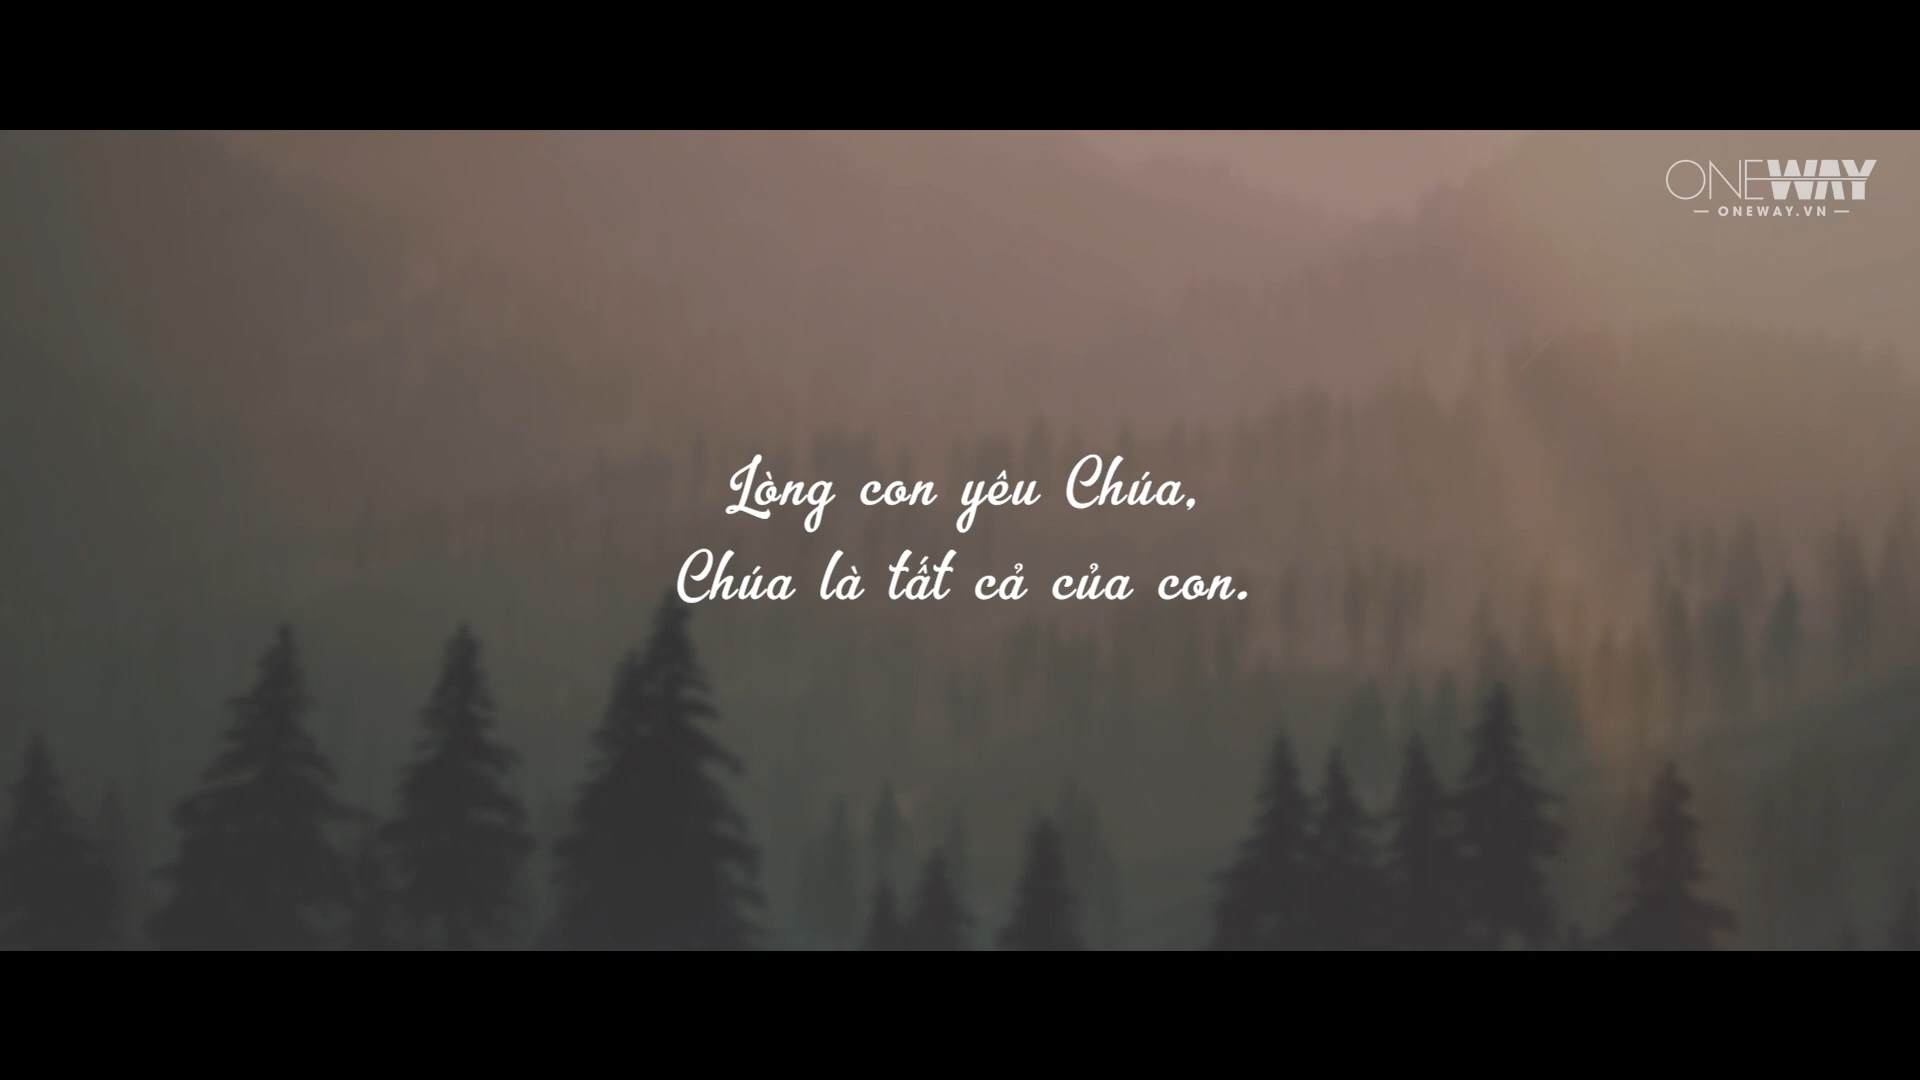 ONEWAY
— ONEWAY.VN —
Lòng con yêu Chúa,
Chúa là tất cả của con.